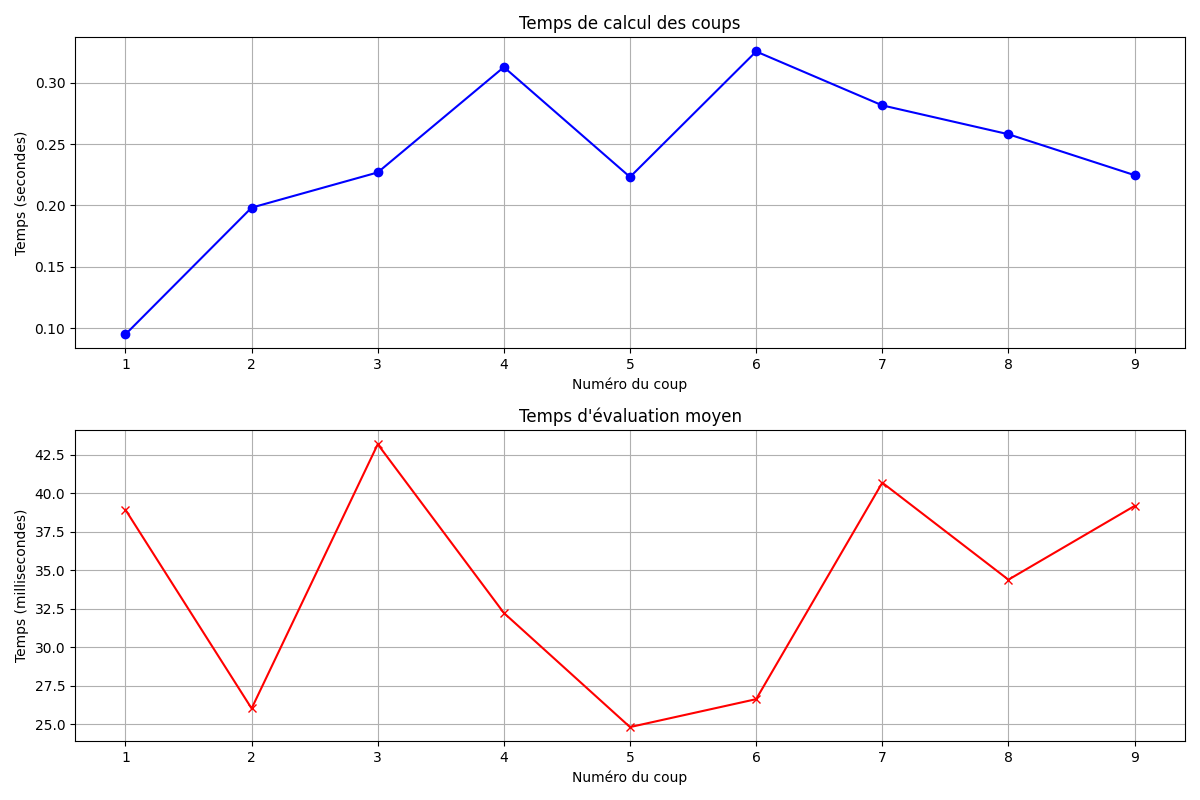 Temps de calcul des coups
Temps (secondes)
0.30
0.25
0.20
0.15
0.10
1 2 3 4 5 6 7 8 9
Numéro du coup
Temps d'évaluation moyen
Temps (millisecondes)
42.5
40.0
37.5
35.0
32.5
30.0
27.5
25.0
1 2 3 4 5 6 7 8 9
Numéro du coup